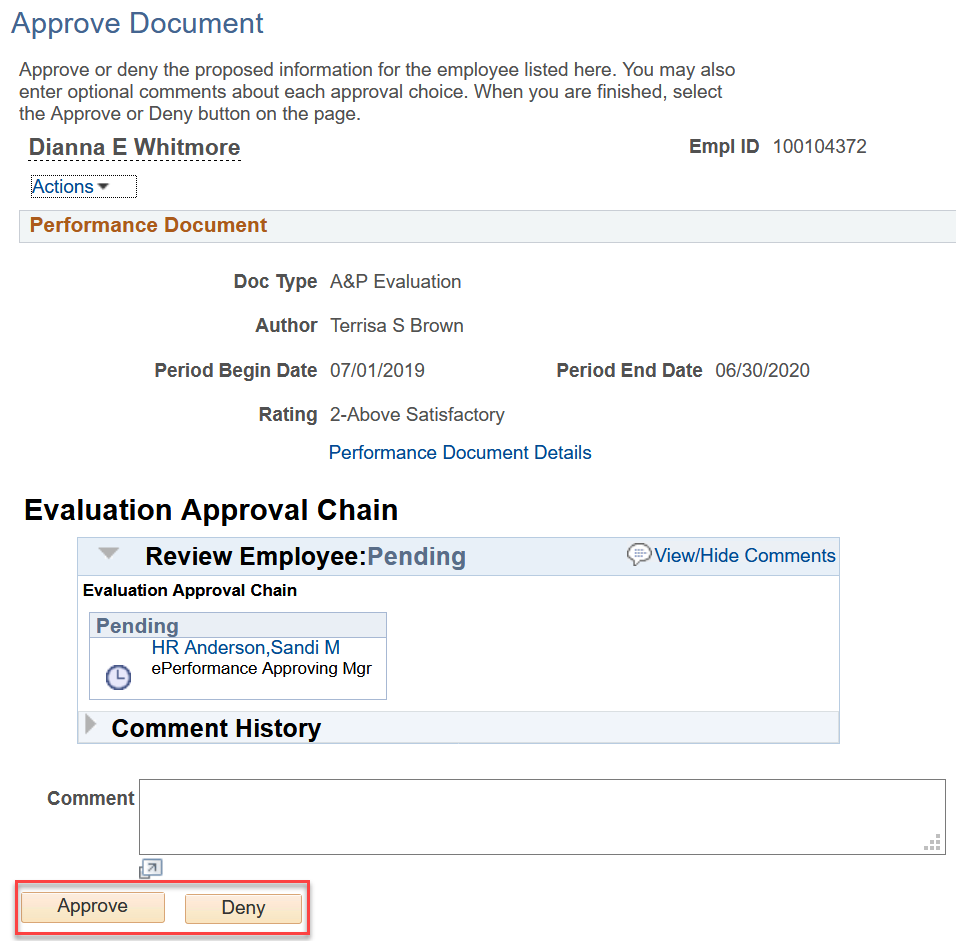 Approve Document
Approve or deny the proposed information for the employee listed here. You may also
enter optional comments about each approval choice. When you are finished, select
the Approve or Deny button on the page.
Dianna E Whitmore Empl ID 100104372
Actions
Performance Document
Doc Type A&P Evaluation
Author Terrisa S Brown
Period Begin Date 07/01/2019 Period End Date 06/30/2020
Rating 2-Above Satisfactory
Performance Document Details
Evaluation Approval Chain
Review Employee:Pending View/Hide Comments
Evaluation Approval Chain
Pending
HR Anderson,Sandi M
ePerformance Approving Mgr
Comment History
Comment
Approve Deny